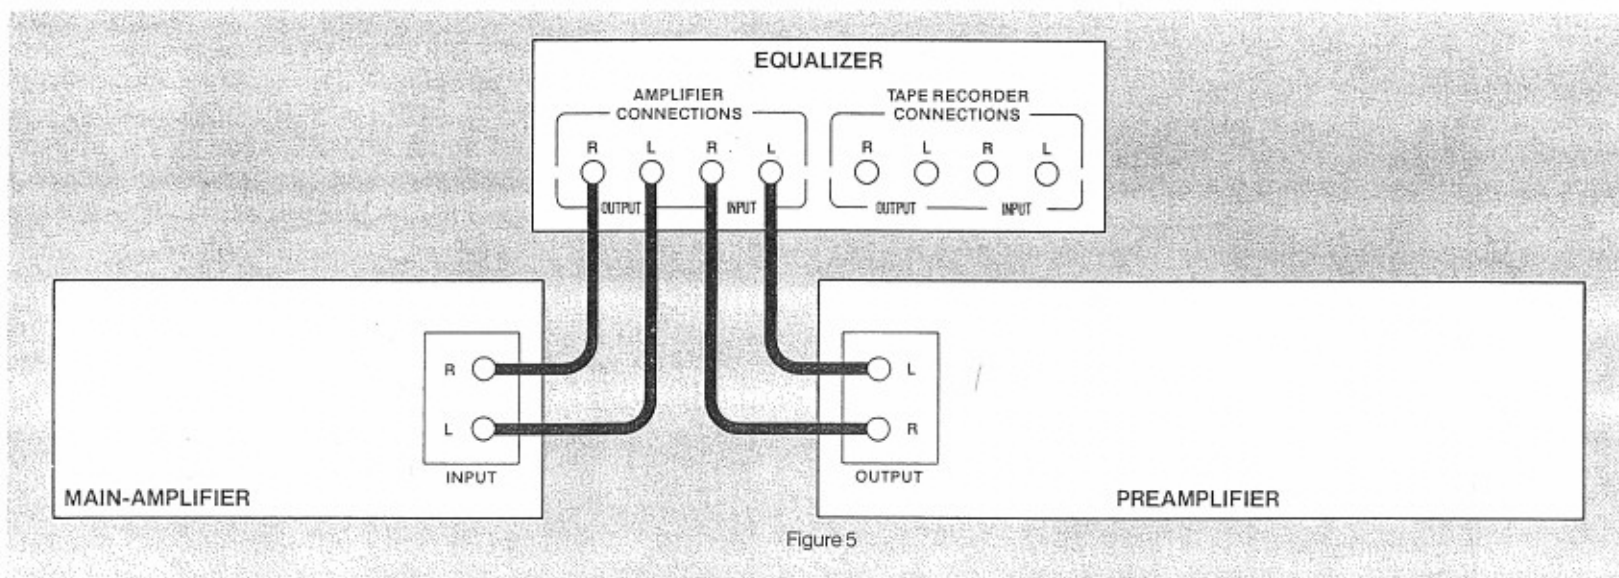 EQUALIZER
AMPLIFIER
CONNECTIONS
TAPE RECORDER
CONNECTIONS
R L R L
R L R L
OUTPUT INPUT
OUTPUT INPUT
R
L
INPUT
MAIN-AMPLIFIER
L
R
OUTPUT
PREAMPLIFIER
Figure 5